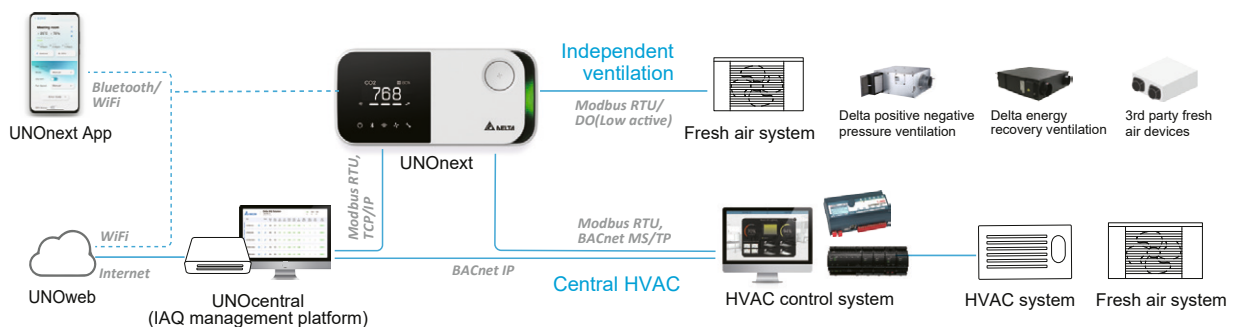 Meeting room
UNOnext App
Bluetooth/
WiFi
CO2
768
DELTA
UNOnext
Independent
ventilation
Modbus RTU/
DO(Low active)
Fresh air system
Delta positive negative
pressure ventilation
Delta energy
recovery ventilation
3rd party fresh
air devices
Modbus RTU,
TCP/IP
WiFi
Internet
UNOweb
UNOcentral
(IAQ management platform)
Modbus RTU,
BACnet MS/TP
BACnet IP
Central HVAC
HVAC control system
HVAC system
Fresh air system